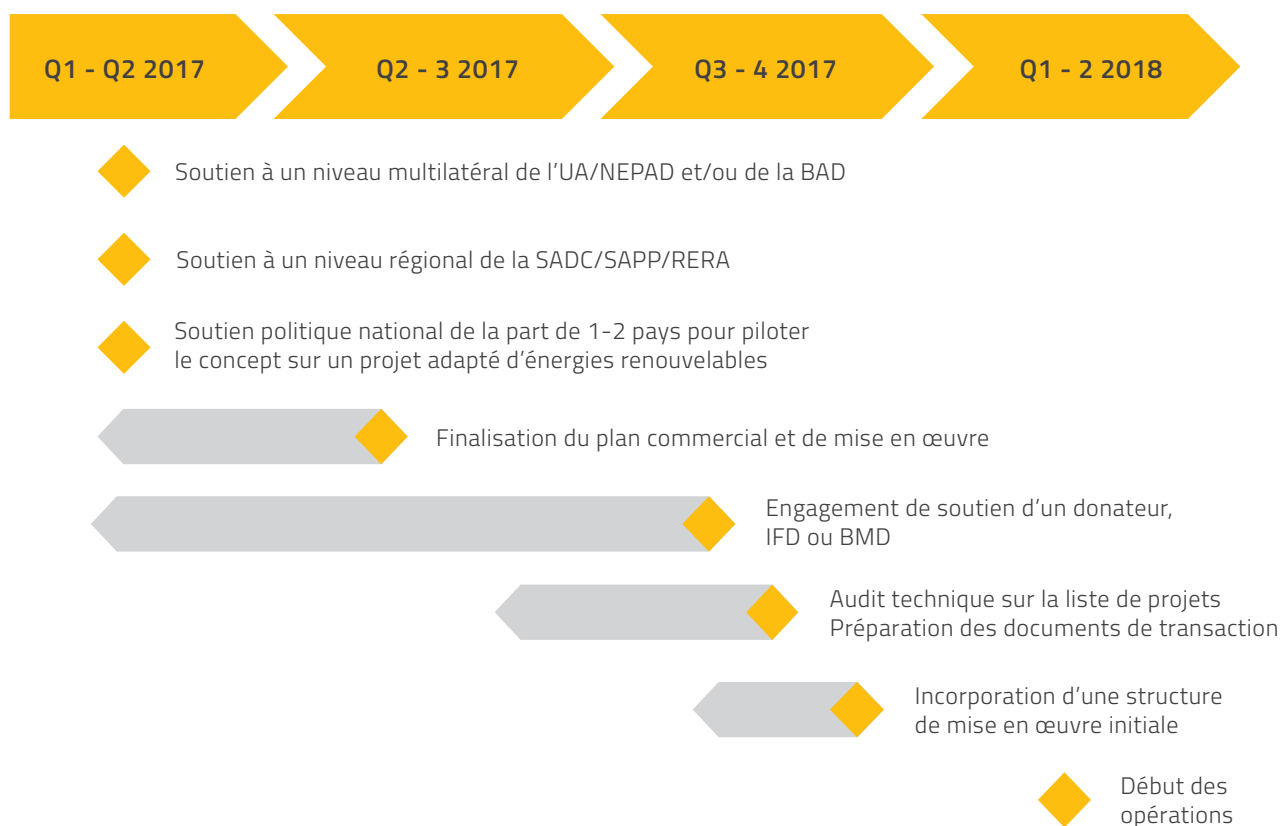 Q1 - Q2 2017
Q2 - 3 2017
Q3 - 4 2017
Q1 - 2 2018
Soutien à un niveau multilatéral de l’UA/NEPAD et/ou de la BAD
Soutien à un niveau régional de la SADC/SAPP/RERA
Soutien politique national de la part de 1-2 pays pour piloter
le concept sur un projet adapté d’énergies renouvelables
Finalisation du plan commercial et de mise en œuvre
Engagement de soutien d’un donateur,
IFD ou BMD
Audit technique sur la liste de projets
Préparation des documents de transaction
Incorporation d’une structure
de mise en œuvre initiale
Début des
opérations